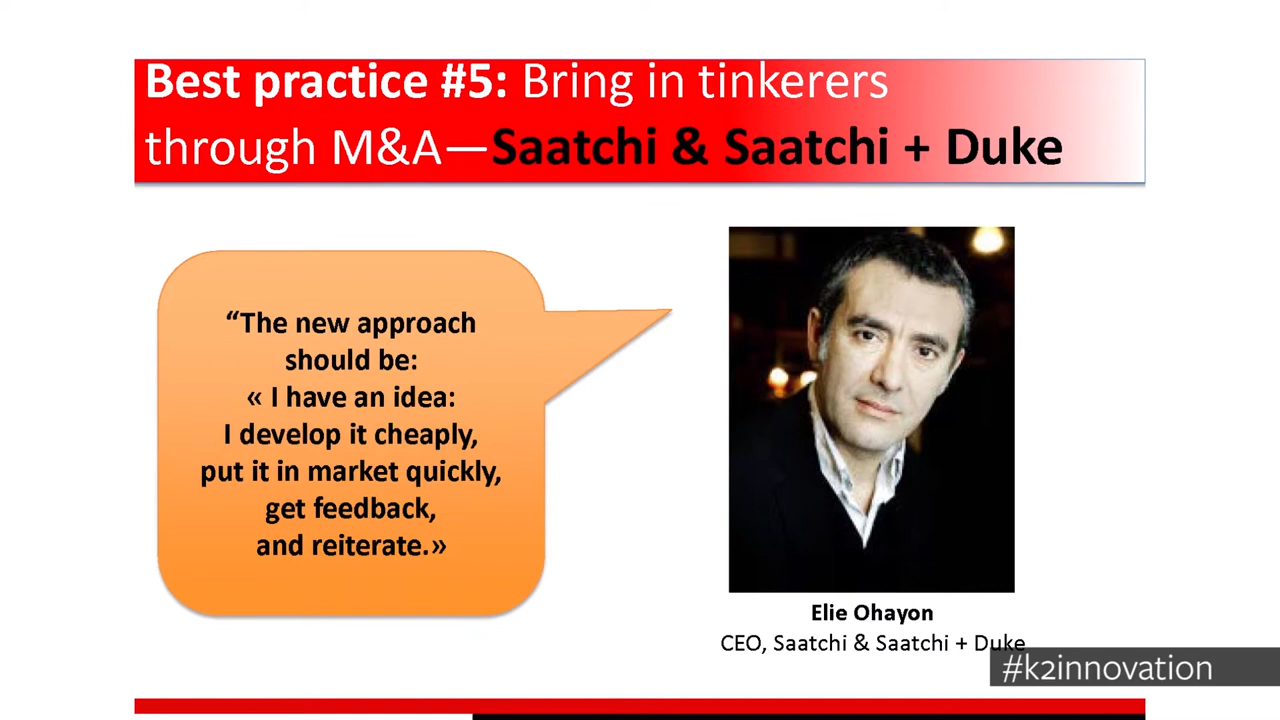 Best practice #5: Bring in tinkerers
through M&A—Saatchi & Saatchi + Duke
“The new approach
should be:
« I have an idea:
I develop it cheaply,
put it in market quickly,
get feedback,
and reiterate.»
Elie Ohayon
CEO, Saatchi & Saatchi + Duke
#k2innovation